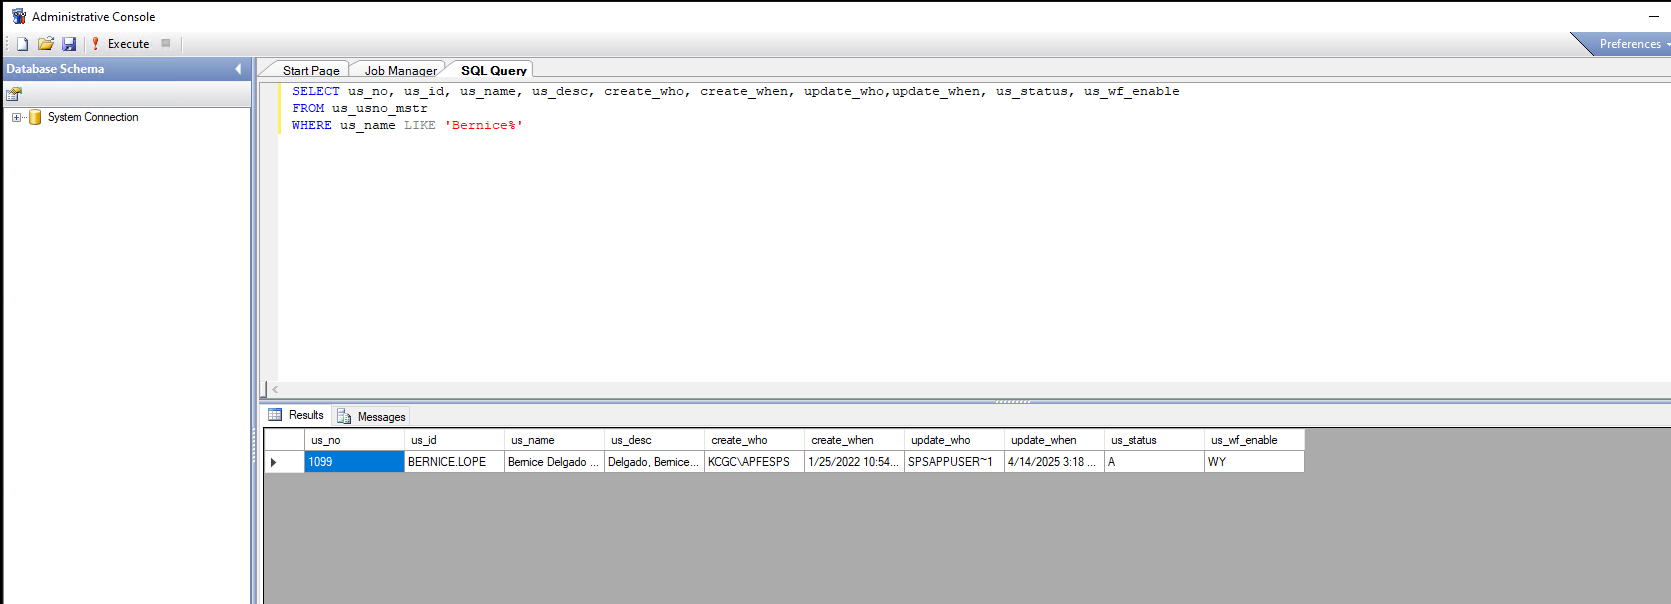 Administrative Console
Execute
Preferences
Database Schema
Start Page Job Manager SQL Query
System Connection
SELECT us_no, us_id, us_name, us_desc, create_who, create_when, update_who,update_when, us_status, us_wf_enable
FROM us_usno_mstr
WHERE us_name LIKE 'Bernice%'
Results Messages
us_no us_id us_name us_desc create_who create_when update_who update_when us_status us_wf_enable
1099 BERNICE.LOPE Bernice Delgado ... Delgado, Bernice... KCGC\APFESPS 1/25/2022 10:54... SPSAPPUSER~1 4/14/2025 3:18 ... A WY